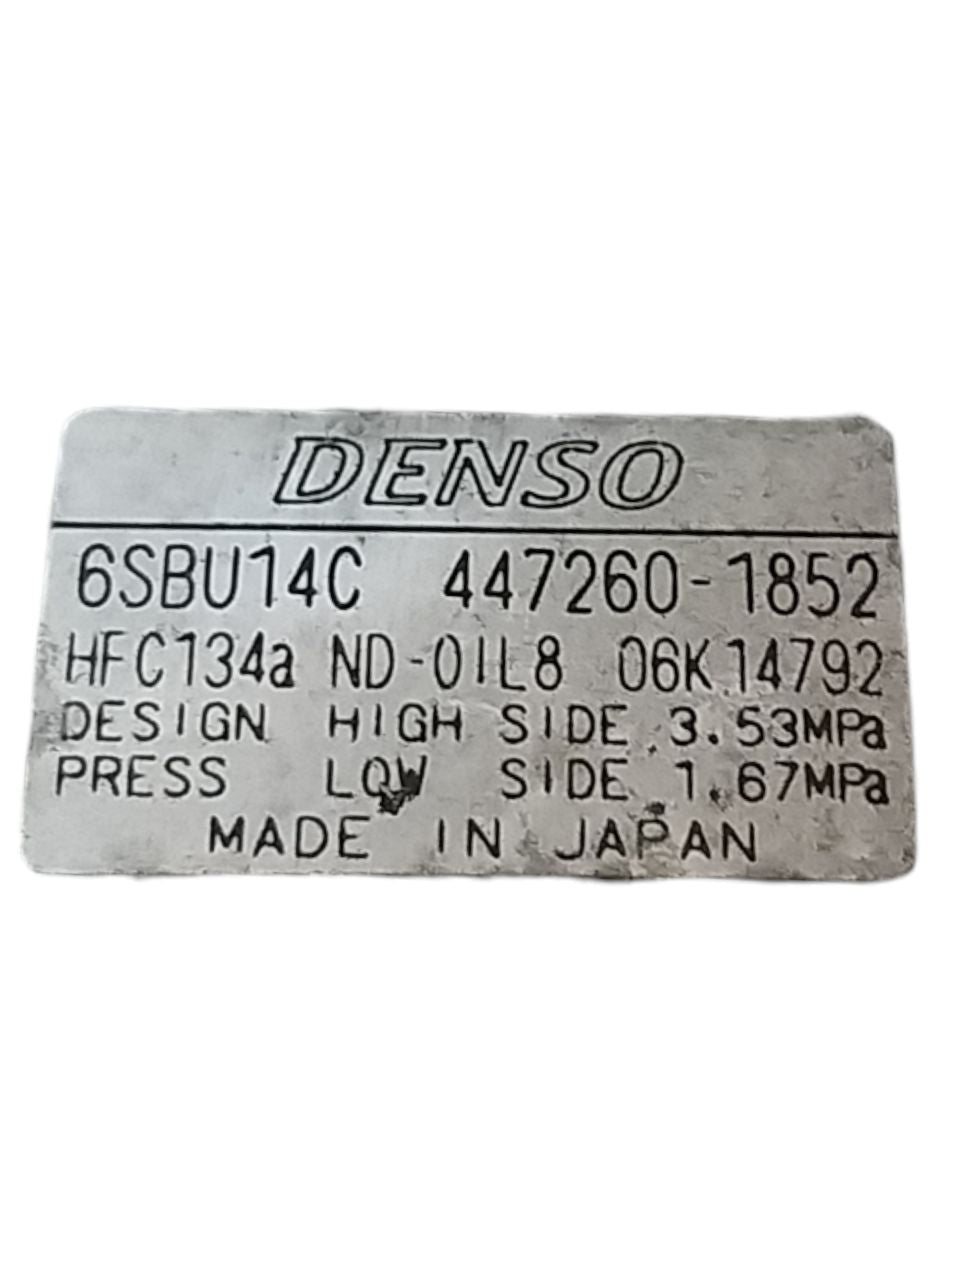 DENSO
6SBU14C 447260-1852
HFC134a ND-OIL8 06K14792
DESIGN HIGH SIDE 3.53MPa
PRESS LOW SIDE 1.67MPa
MADE IN JAPAN